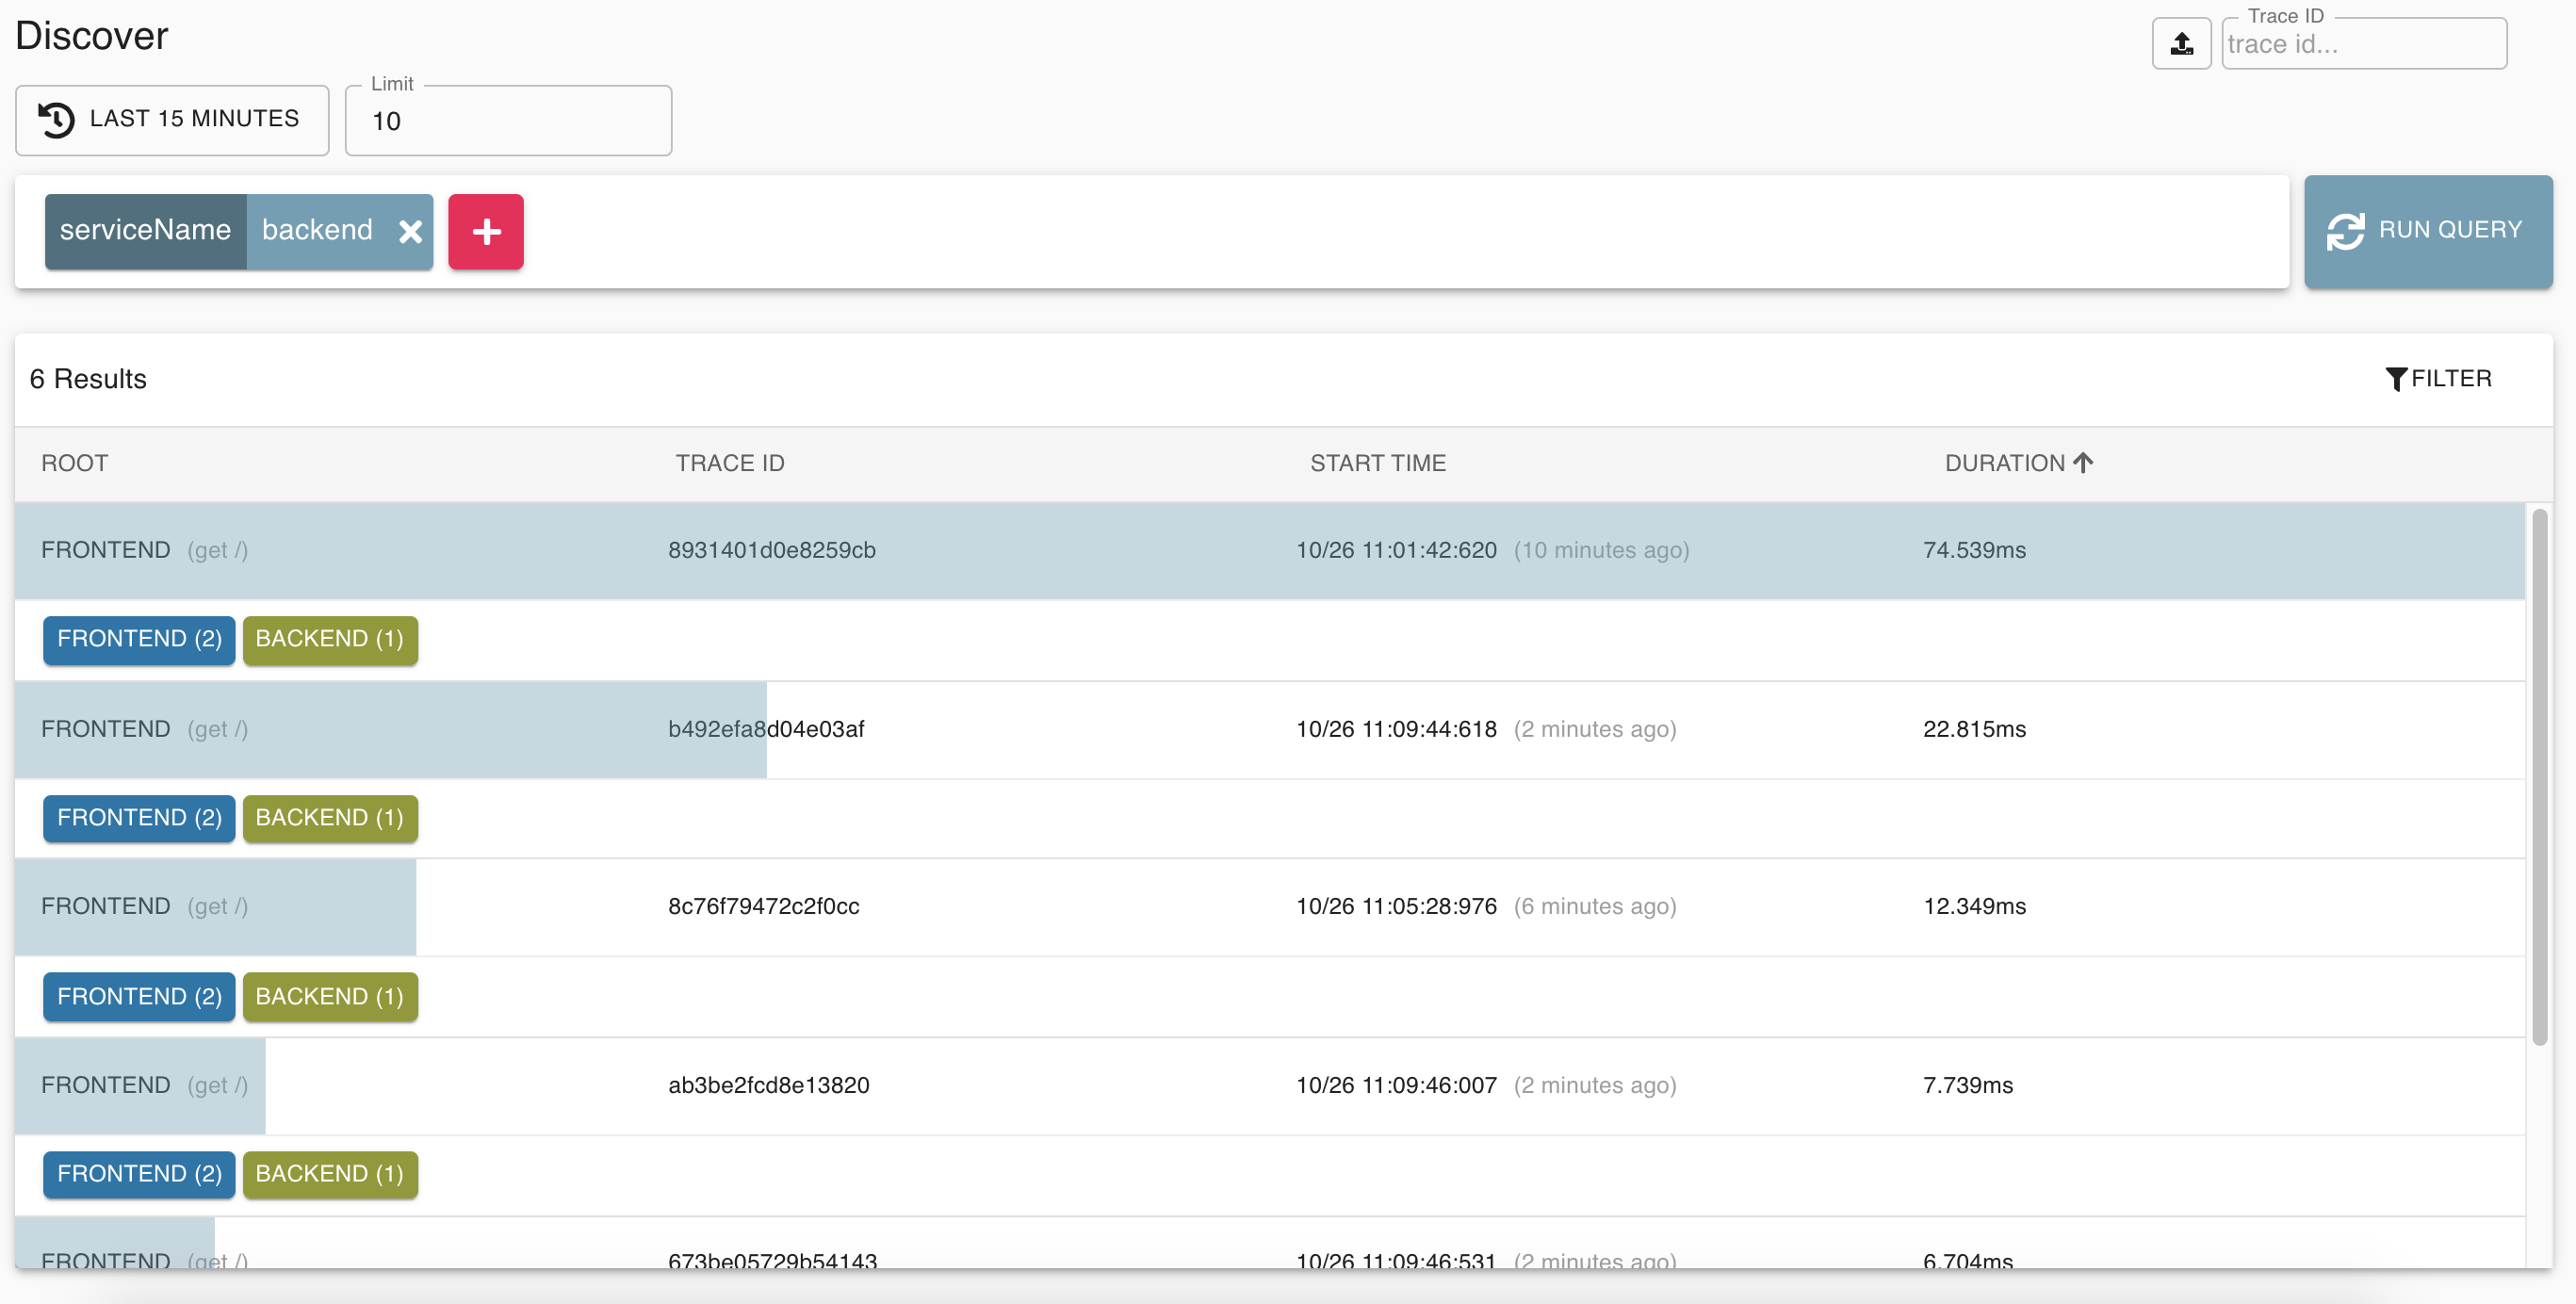 Discover
Trace ID
trace id...
Limit
LAST 15 MINUTES
10
serviceName backend
RUN QUERY
6 Results
FILTER
ROOT TRACE ID START TIME DURATION
FRONTEND (get /) 8931401d0e8259cb 10/26 11:01:42:620 (10 minutes ago) 74.539ms
FRONTEND (2) BACKEND (1)
FRONTEND (get /) b492efa8d04e03af 10/26 11:09:44:618 (2 minutes ago) 22.815ms
FRONTEND (2) BACKEND (1)
FRONTEND (get /) 8c76f79472c2f0cc 10/26 11:05:28:976 (6 minutes ago) 12.349ms
FRONTEND (2) BACKEND (1)
FRONTEND (get /) ab3be2fcd8e13820 10/26 11:09:46:007 (2 minutes ago) 7.739ms
FRONTEND (2) BACKEND (1)
FRONTEND (get /) 673be05729b54143 10/26 11:09:46:531 (2 minutes ago) 6.704ms